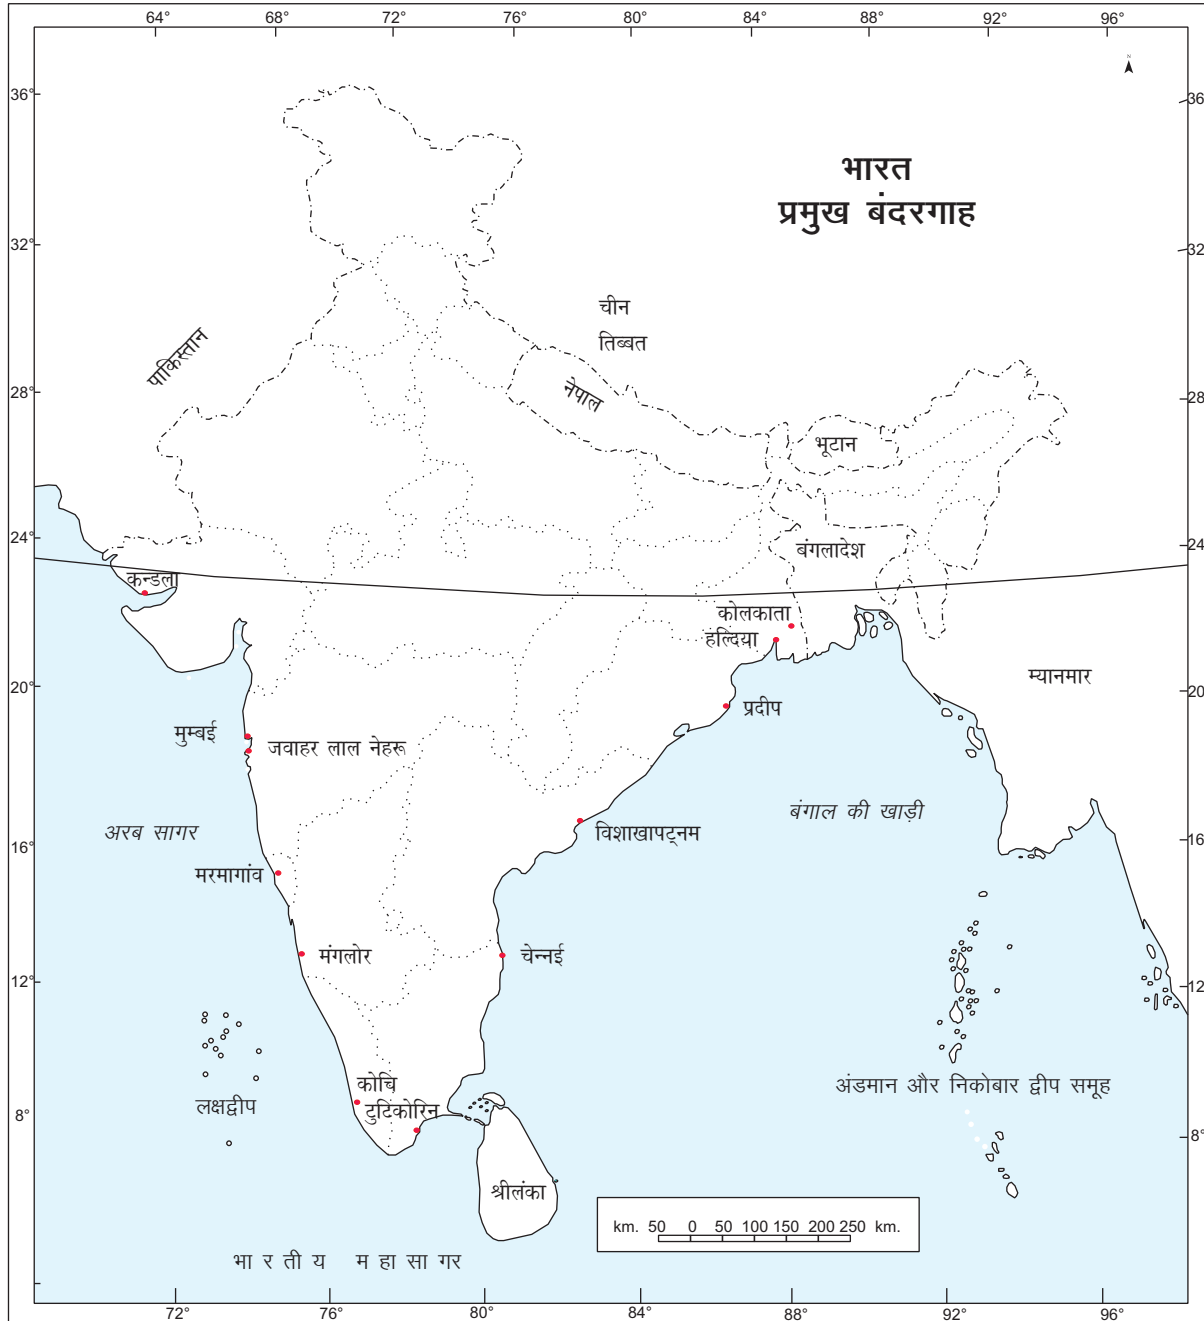 64° 68° 72° 76° 80° 84° 88° 92° 96°
N
36° 36
भारत
प्रमुख बंदरगाह
32° 32
चीन
तिब्बत
पाकिस्तान
नेपाल
28° 28
भूटान
24° 24
बंगलादेश
कन्डला
कोलकाता
हल्दिया
म्यानमार
20° 20
प्रदीप
मुम्बई
जवाहर लाल नेहरू
बंगाल की खाड़ी
अरब सागर
विशाखापट्नम
16° 16
मरमागांव
मंगलोर
चेन्नई
12° 12
कोचि
अंडमान और निकोबार द्वीप समूह
लक्षद्वीप
टुटिकोरिन
8° 8°
श्रीलंका
km. 50 0 50 100 150 200 250 km.
भारतीय महासागर
72° 76° 80° 84° 88° 92° 96°